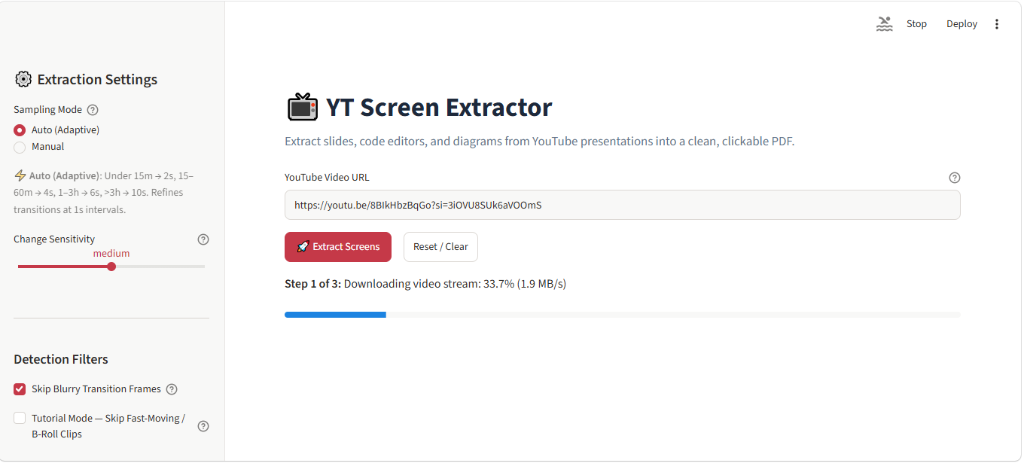 Stop
Deploy
Extraction Settings
Sampling Mode
Auto (Adaptive)
Manual
Auto (Adaptive): Under 15m → 2s, 15–
60m → 4s, 1–3h → 6s, >3h → 10s. Refines
transitions at 1s intervals.
Change Sensitivity
medium
Detection Filters
Skip Blurry Transition Frames
Tutorial Mode — Skip Fast-Moving /
B-Roll Clips
YT Screen Extractor
Extract slides, code editors, and diagrams from YouTube presentations into a clean, clickable PDF.
YouTube Video URL
https://youtu.be/8BIkHbzBqGo?si=3iOVU8SUk6aVOOmS
Extract Screens
Reset / Clear
Step 1 of 3: Downloading video stream: 33.7% (1.9 MB/s)